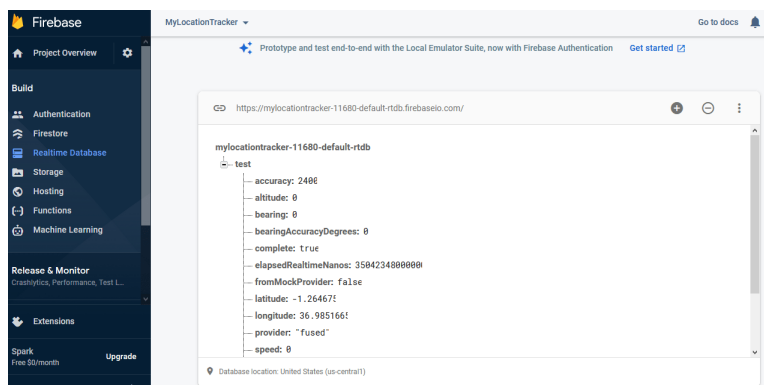 Firebase
MyLocationTracker
Go to docs
Project Overview
Prototype and test end-to-end with the Local Emulator Suite, now with Firebase Authentication Get started
Build
Authentication
Firestore
Realtime Database
Storage
Hosting
Functions
Machine Learning
Release & Monitor
Crashlytics, Performance, Test L...
Extensions
Spark
Free $0/month
Upgrade
https://mylocationtracker-11680-default-rtdb.firebaseio.com/
mylocationtracker-11680-default-rtdb
test
accuracy: 2400
altitude: 0
bearing: 0
bearingAccuracyDegrees: 0
complete: true
elapsedRealtimeNanos: 3504234800000
fromMockProvider: false
latitude: -1.264675
longitude: 36.985166
provider: "fused"
speed: 0
Database location: United States (us-central1)